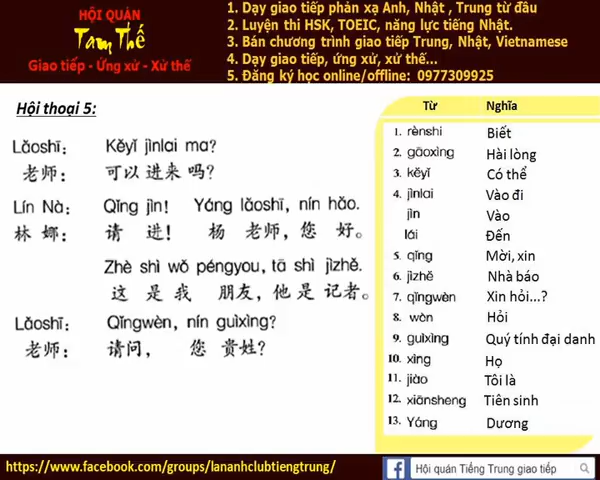 HỘI QUÁN
Tam Thế
Giao tiếp - Ứng xử - Xử thế
1. Dạy giao tiếp phản xạ Anh, Nhật , Trung từ đầu
2. Luyện thi HSK, TOEIC, năng lực tiếng Nhật.
3. Bán chương trình giao tiếp Trung, Nhật, Vietnamese
4. Dạy giao tiếp, ứng xử, xử thế...
5. Đăng ký học online/offline: 0977309925
Hội thoại 5:
Lǎoshī: Kěyǐ jìnlai ma?
老师: 可以进来吗?
Lín Nà: Qǐng jìn! Yáng lǎoshī, nín hǎo.
林娜: 请 进! 杨 老师, 您 好。
Zhè shì wǒ péngyou, tā shì jìzhě.
这 是 我 朋友, 他 是 记者。
Lǎoshī: Qǐngwèn, nín guìxìng?
老师: 请问, 您 贵姓?
Từ Nghĩa
1. rènshi Biết
2. gāoxìng Hài lòng
3. kěyǐ Có thể
4. jìnlai Vào đi
jìn Vào
lái Đến
5. qǐng Mời, xin
6. jìzhě Nhà báo
7. qǐngwèn Xin hỏi...?
8. wòn Hỏi
9. guìxìng Quý tính đại danh
10. xìng Họ
11. jiào Tôi là
12. xiānsheng Tiên sinh
13. Yáng Dương
https://www.facebook.com/groups/lananhclubtiengtrung/
f Hội quán Tiếng Trung giao tiếp